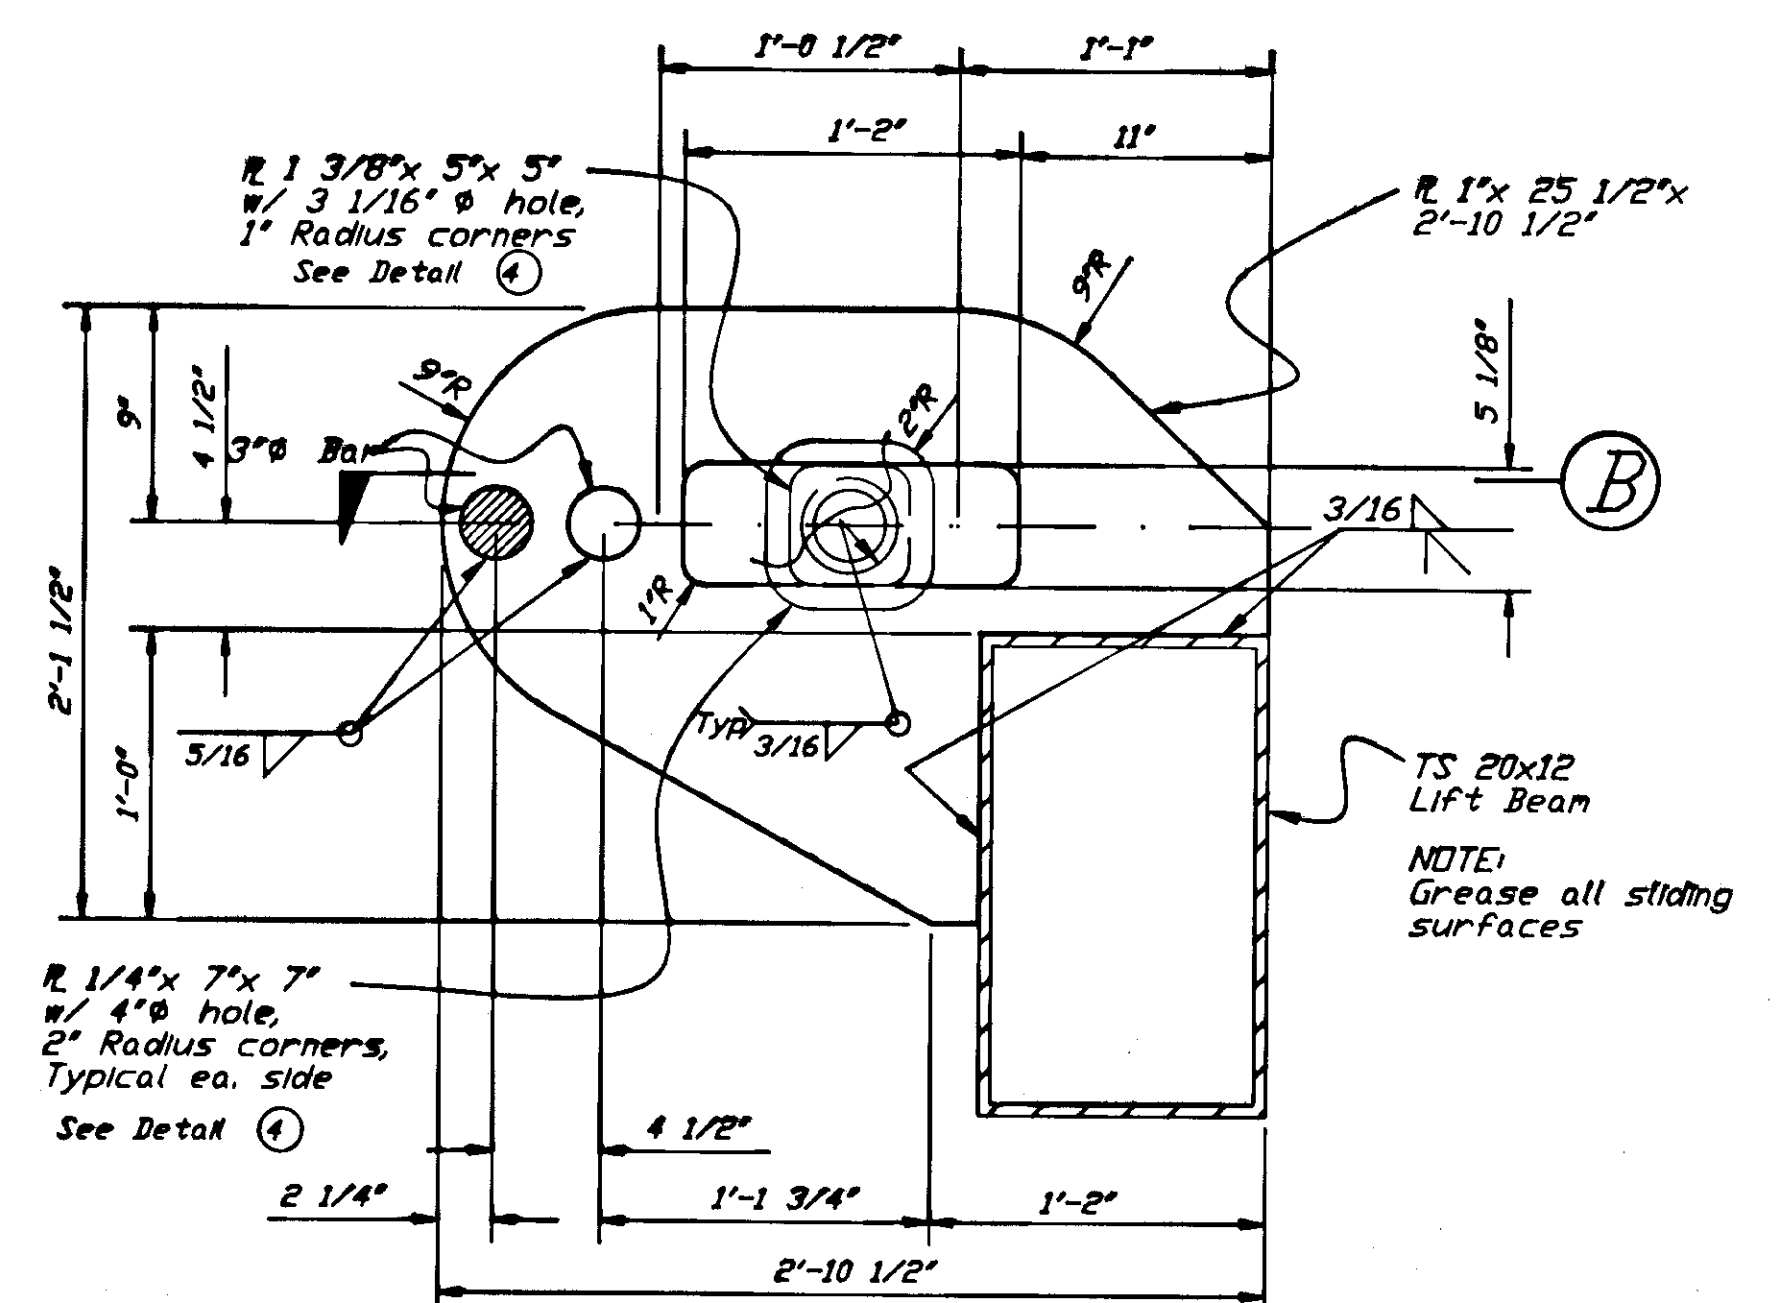 1'-0 1/2"
1'-1"
1'-2"
11"
PL 1 3/8"x 5"x 5"
w/ 3 1/16" Ø hole,
1" Radius corners
See Detail 4
PL 1"x 25 1/2"x
2'-10 1/2"
9"R
9"R
2"R
5 1/8"
9"
4 1/2"
3"Ø Bar
B
3/16
1"R
2'-1 1/2"
1'-0"
5/16
Typ
3/16
TS 20x12
Lift Beam
NOTE:
Grease all sliding
surfaces
PL 1/4"x 7"x 7"
w/ 4"Ø hole,
2" Radius corners,
Typical ea. side
See Detail 4
4 1/2"
2 1/4"
1'-1 3/4"
1'-2"
2'-10 1/2"